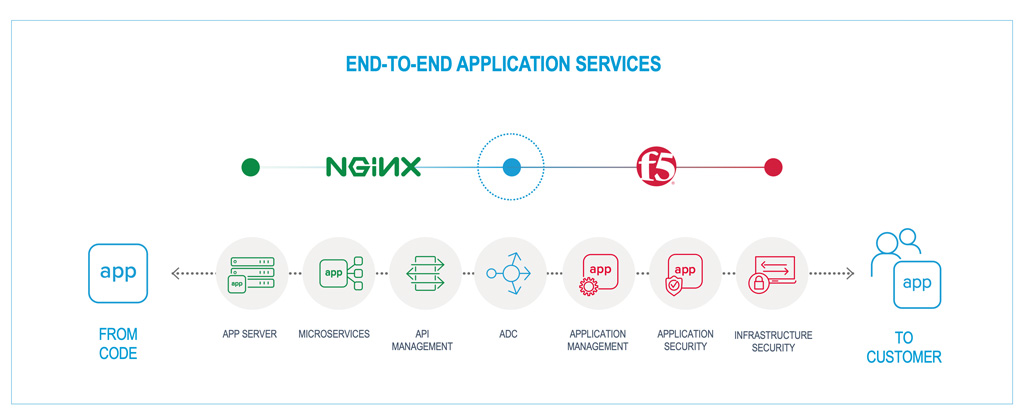 END-TO-END APPLICATION SERVICES
NGINX
f5
app
app
app
app
app
app
FROM
CODE
APP SERVER
MICROSERVICES
API
MANAGEMENT
ADC
APPLICATION
MANAGEMENT
APPLICATION
SECURITY
INFRASTRUCTURE
SECURITY
TO
CUSTOMER